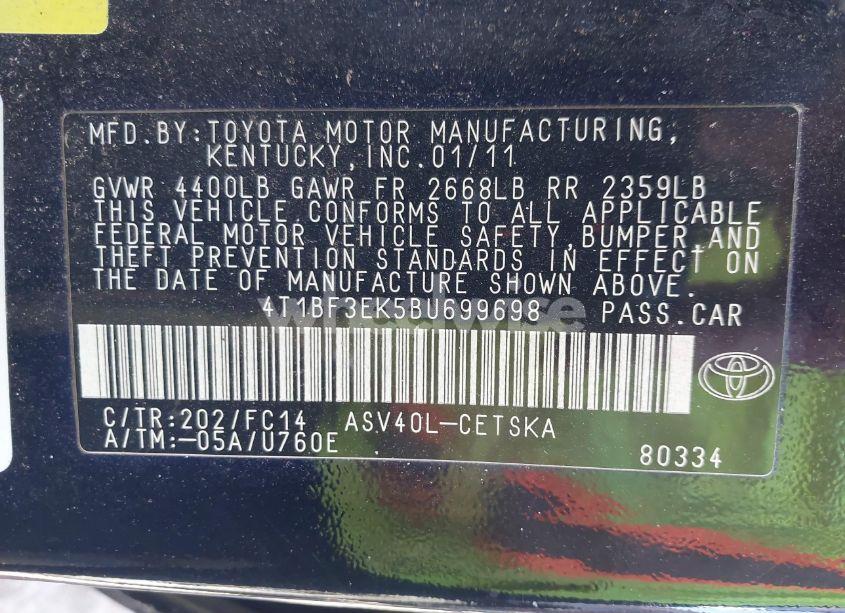 MFD.BY:TOYOTA MOTOR MANUFACTURING,
KENTUCKY,INC.01/11
GVWR 4400LB GAWR FR 2668LB RR 2359LB
THIS VEHICLE CONFORMS TO ALL APPLICABLE
FEDERAL MOTOR VEHICLE SAFETY,BUMPER,AND
THEFT PREVENTION STANDARDS IN EFFECT ON
THE DATE OF MANUFACTURE SHOWN ABOVE.
4T1BF3EK5BU699698 PASS.CAR
C/TR:202/FC14 ASV40L-CETSKA
A/TM:-05A/U760E
80334